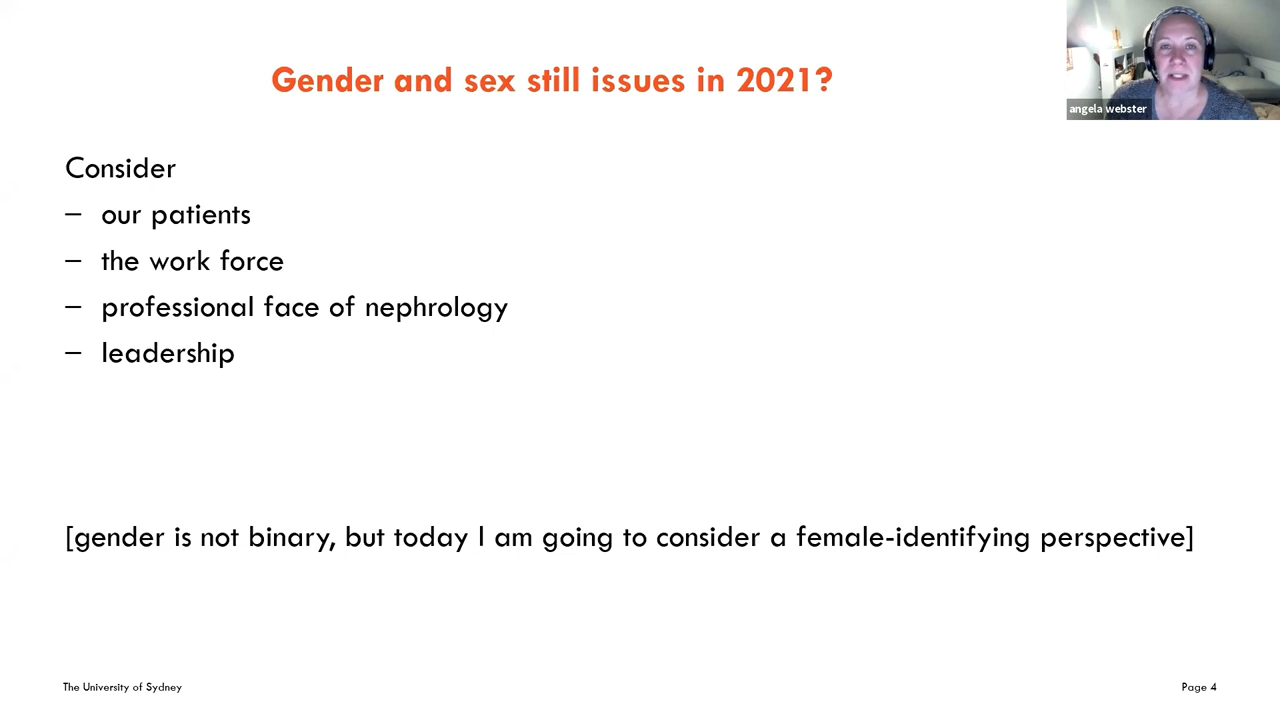 Gender and sex still issues in 2021?
angela webster
Consider
– our patients
– the work force
– professional face of nephrology
– leadership
[gender is not binary, but today I am going to consider a female-identifying perspective]
The University of Sydney
Page 4